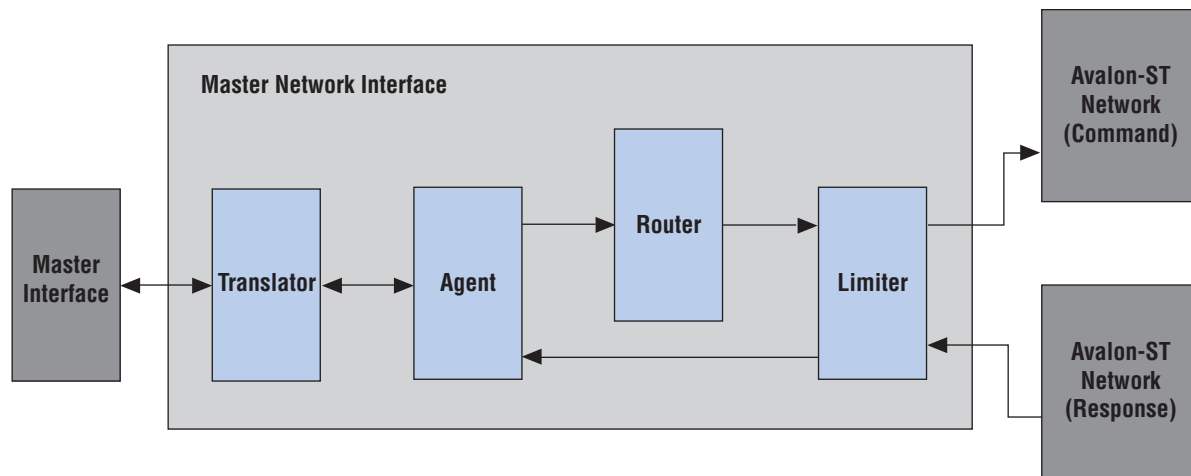 Master Network Interface
Master
Interface
Translator
Agent
Router
Limiter
Avalon-ST
Network
(Command)
Avalon-ST
Network
(Response)